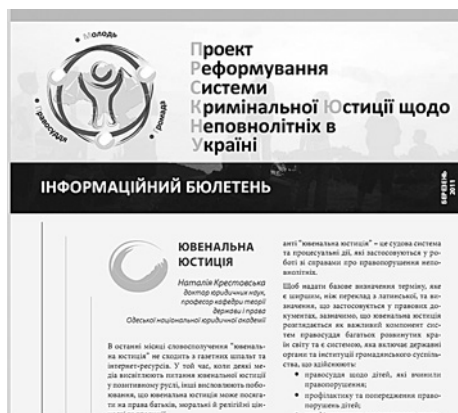 Молодь
Громада
Правосуддя
Проект
Реформування
Системи
Кримінальної Юстиції щодо
Неповнолітніх в
Україні
ІНФОРМАЦІЙНИЙ БЮЛЕТЕНЬ
БЕРЕЗЕНЬ
2011
ЮВЕНАЛЬНА
ЮСТИЦІЯ
Наталія Крестовська
доктор юридичних наук,
професор кафедри теорії
держави і права
Одеської національної юридичної академії
В останні місяці словосполучення "ювеналь-
на юстиція" не сходить з газетних шпальт та
інтернет-ресурсів. У той час, коли деякі ме-
діа висвітлюють питання ювенальної юстиції
у позитивному руслі, інші висловлюють побо-
ювання, що ювенальна юстиція може посяга-
ти на права батьків, моральні й релігійні цін-
анті "ювенальна юстиція" – це судова система
та процесуальні дії, які застосовуються у ро-
боті зі справами про правопорушення непо-
внолітніх.
Щоб надати базове визначення терміну, яке
є ширшим, ніж переклад з латинської, та ви-
значення, що застосовується у правових до-
кументах, зазначимо, що ювенальна юстиція
розглядається як важливий компонент сис-
тем правосуддя багатьох розвинутих кра-
їн світу та є системою, яка включає державні
органи та інституції громадянського суспіль-
ства, що здійснюють:
• правосуддя щодо дітей, які вчинили
правопорушення;
• профілактику та попередження право-
порушень дітей;